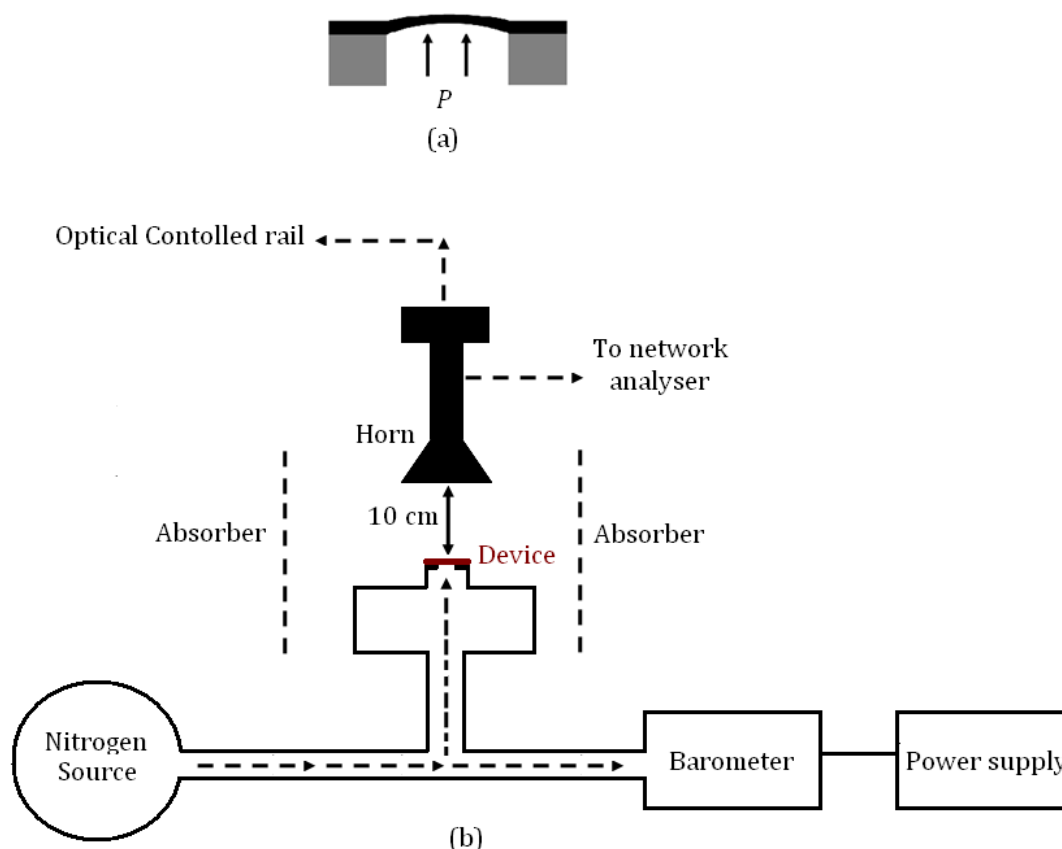 P
(a)
Optical Contolled rail
To network
analyser
Horn
10 cm
Absorber
Absorber
Device
Nitrogen
Source
Barometer
Power supply
(b)